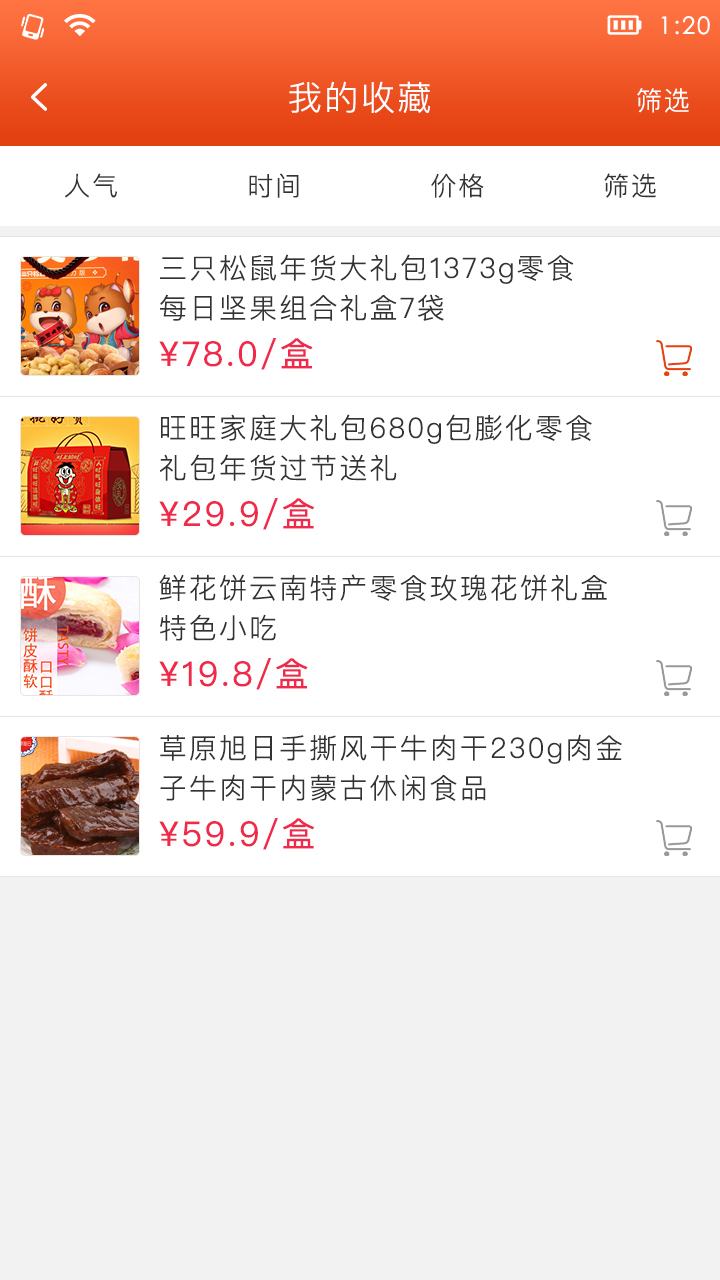 1:20
我的收藏
筛选
人气
时间
价格
筛选
三只松鼠年货大礼包1373g零食
每日坚果组合礼盒7袋
¥78.0/盒
旺旺家庭大礼包680g包膨化零食
礼包年货过节送礼
¥29.9/盒
酥
饼皮酥软
口口酥
TASTY
鲜花饼云南特产零食玫瑰花饼礼盒
特色小吃
¥19.8/盒
草原旭日手撕风干牛肉干230g肉金
子牛肉干内蒙古休闲食品
¥59.9/盒